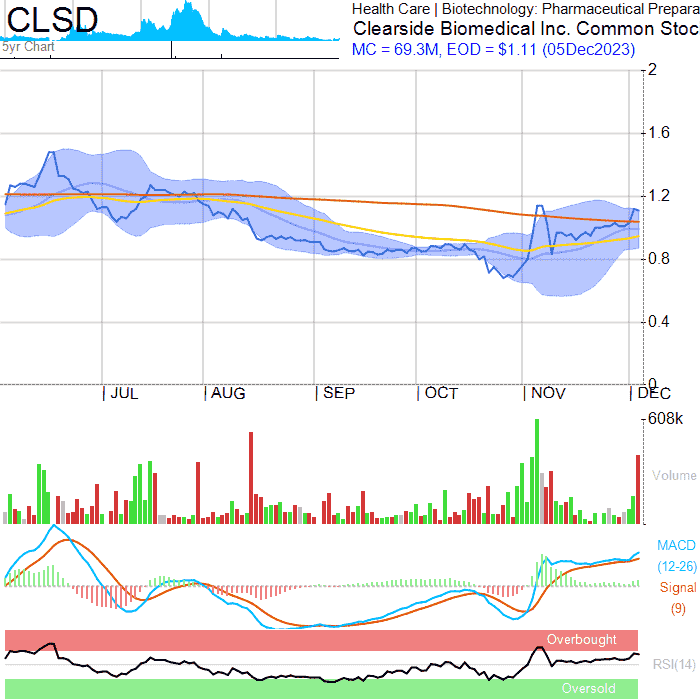 CLSD
5yr Chart
Health Care | Biotechnology: Pharmaceutical Prepara
Clearside Biomedical Inc. Common Stoc
MC = 69.3M, EOD = $1.11 (05Dec2023)
2
1.6
1.2
0.8
0.4
0
JUL
AUG
SEP
OCT
NOV
DEC
608k
Volume
MACD
(12-26)
Signal
(9)
Overbought
RSI(14)
Oversold